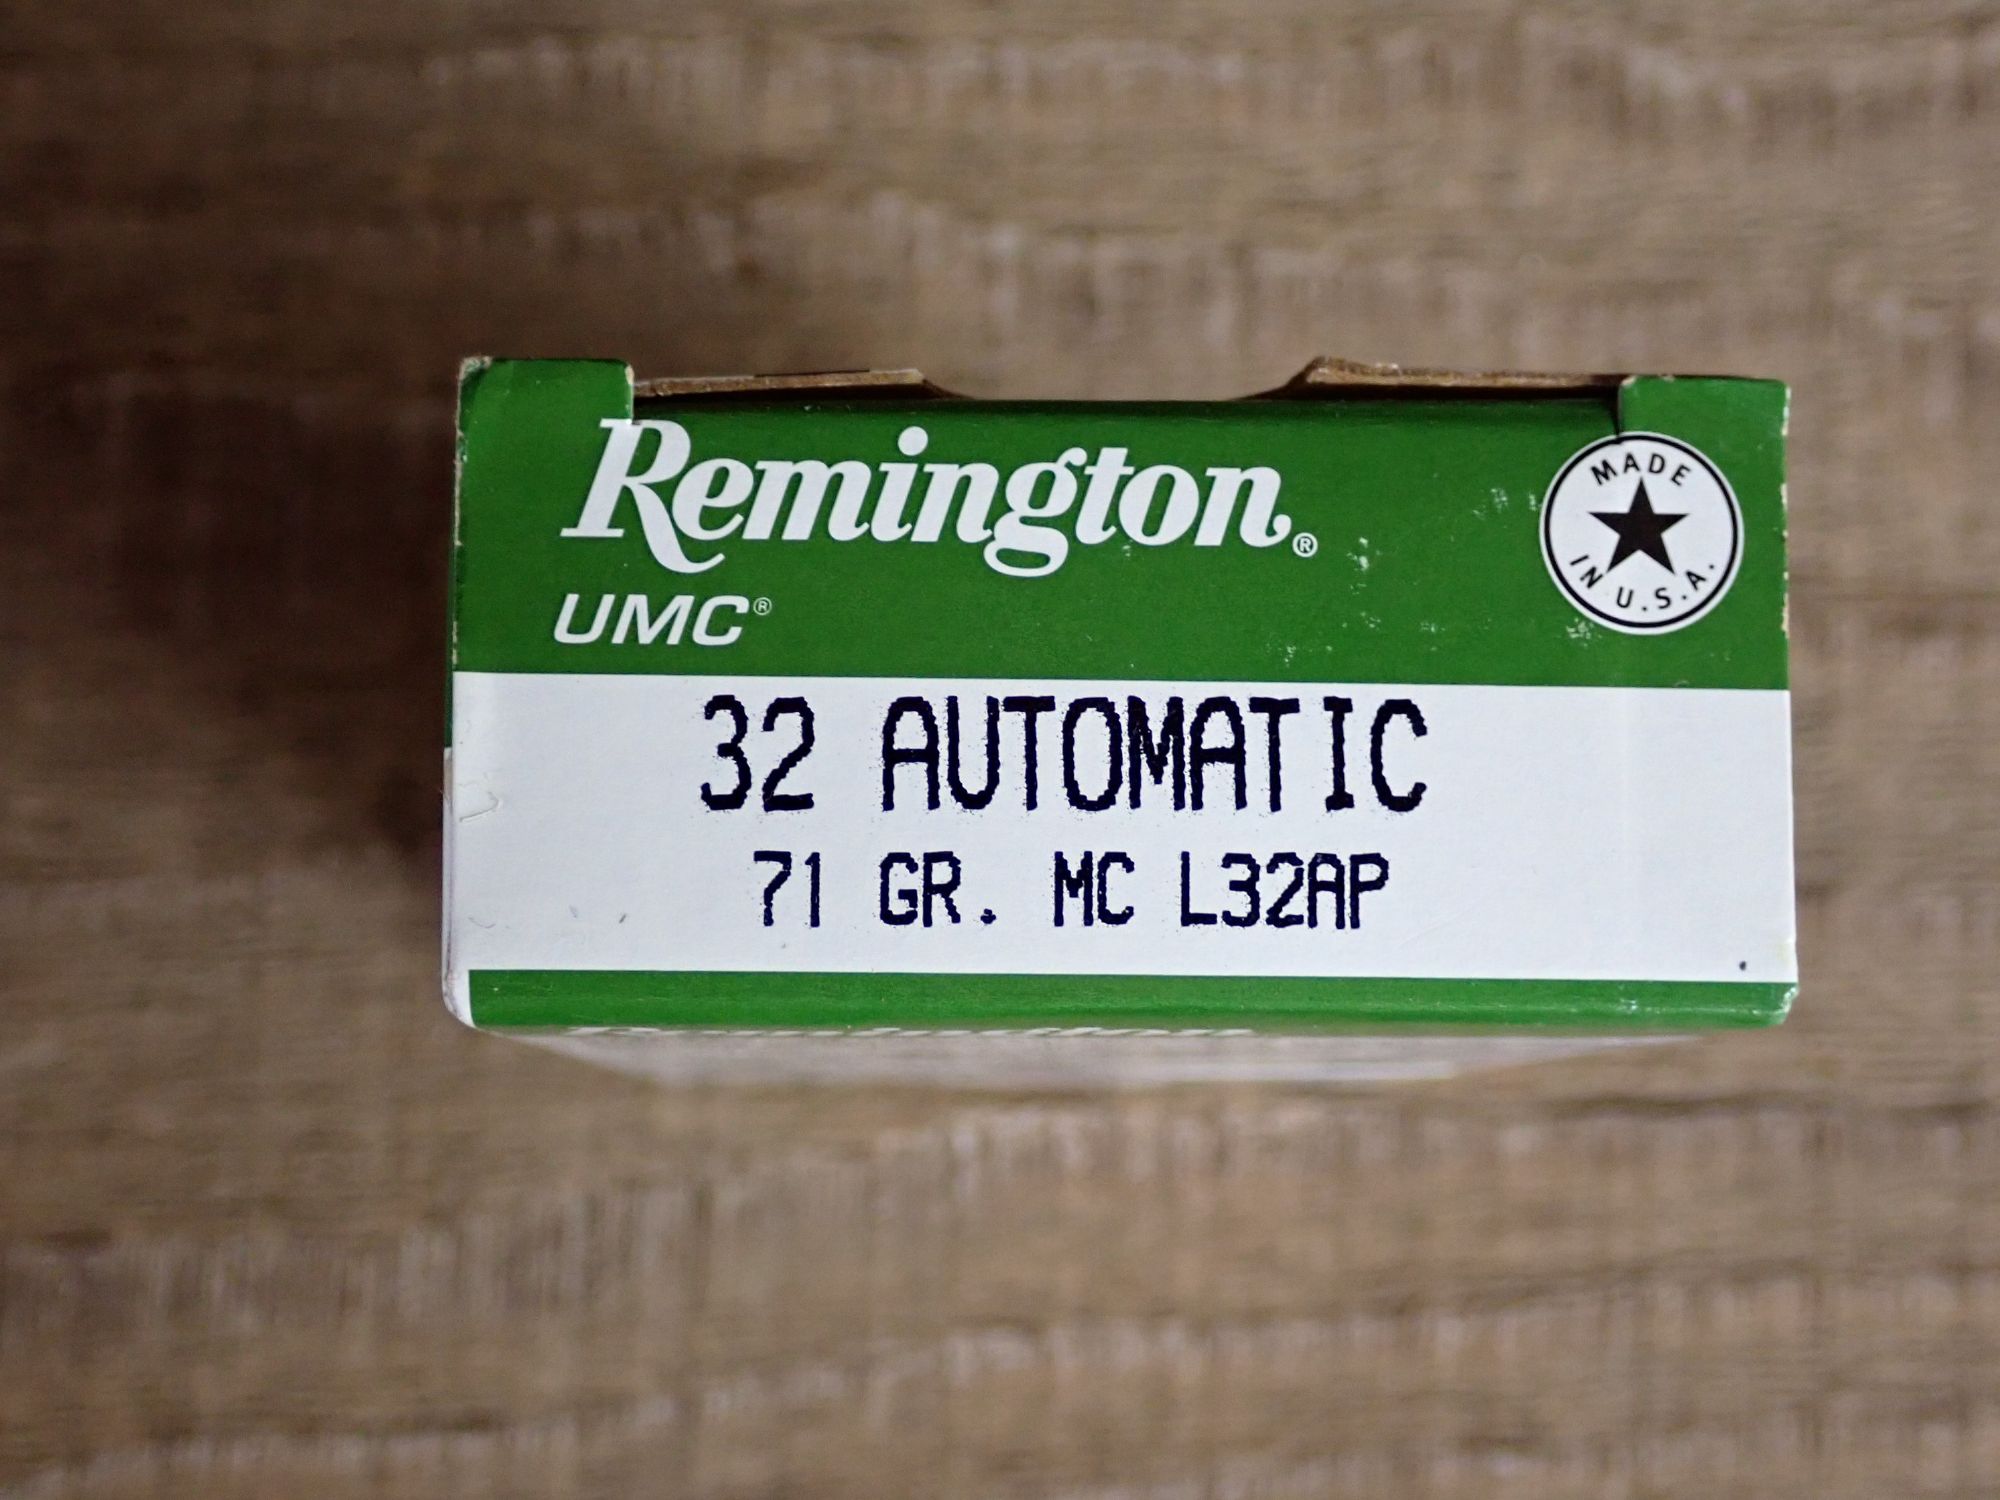 Remington®
UMC®
MADE
IN U.S.A.
32 AUTOMATIC
71 GR. MC L32AP